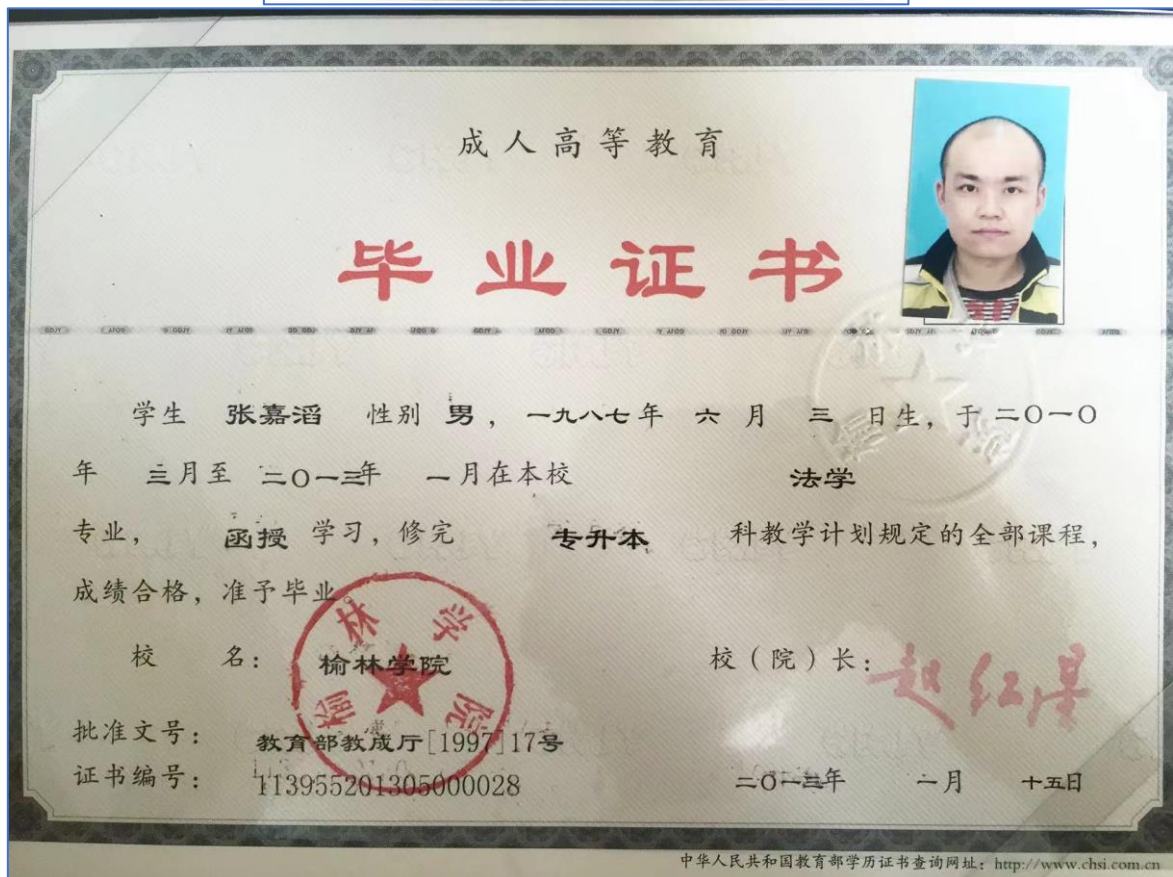 成人高等教育
毕业证书
学生 张嘉滔 性别 男，一九八七年 六 月 三 日生，于二〇一〇
年 三月至 二〇一三年 一月在本校 法学
专业， 函授 学习，修完 专升本 科教学计划规定的全部课程，
成绩合格，准予毕业。
校 名： 榆林学院 校（院）长：
榆林学院
批准文号： 教育部教成厅[1997]17号
证书编号： 113955201305000028 二〇一三年 一月 十五日
中华人民共和国教育部学历证书查询网址：http://www.chsi.com.cn